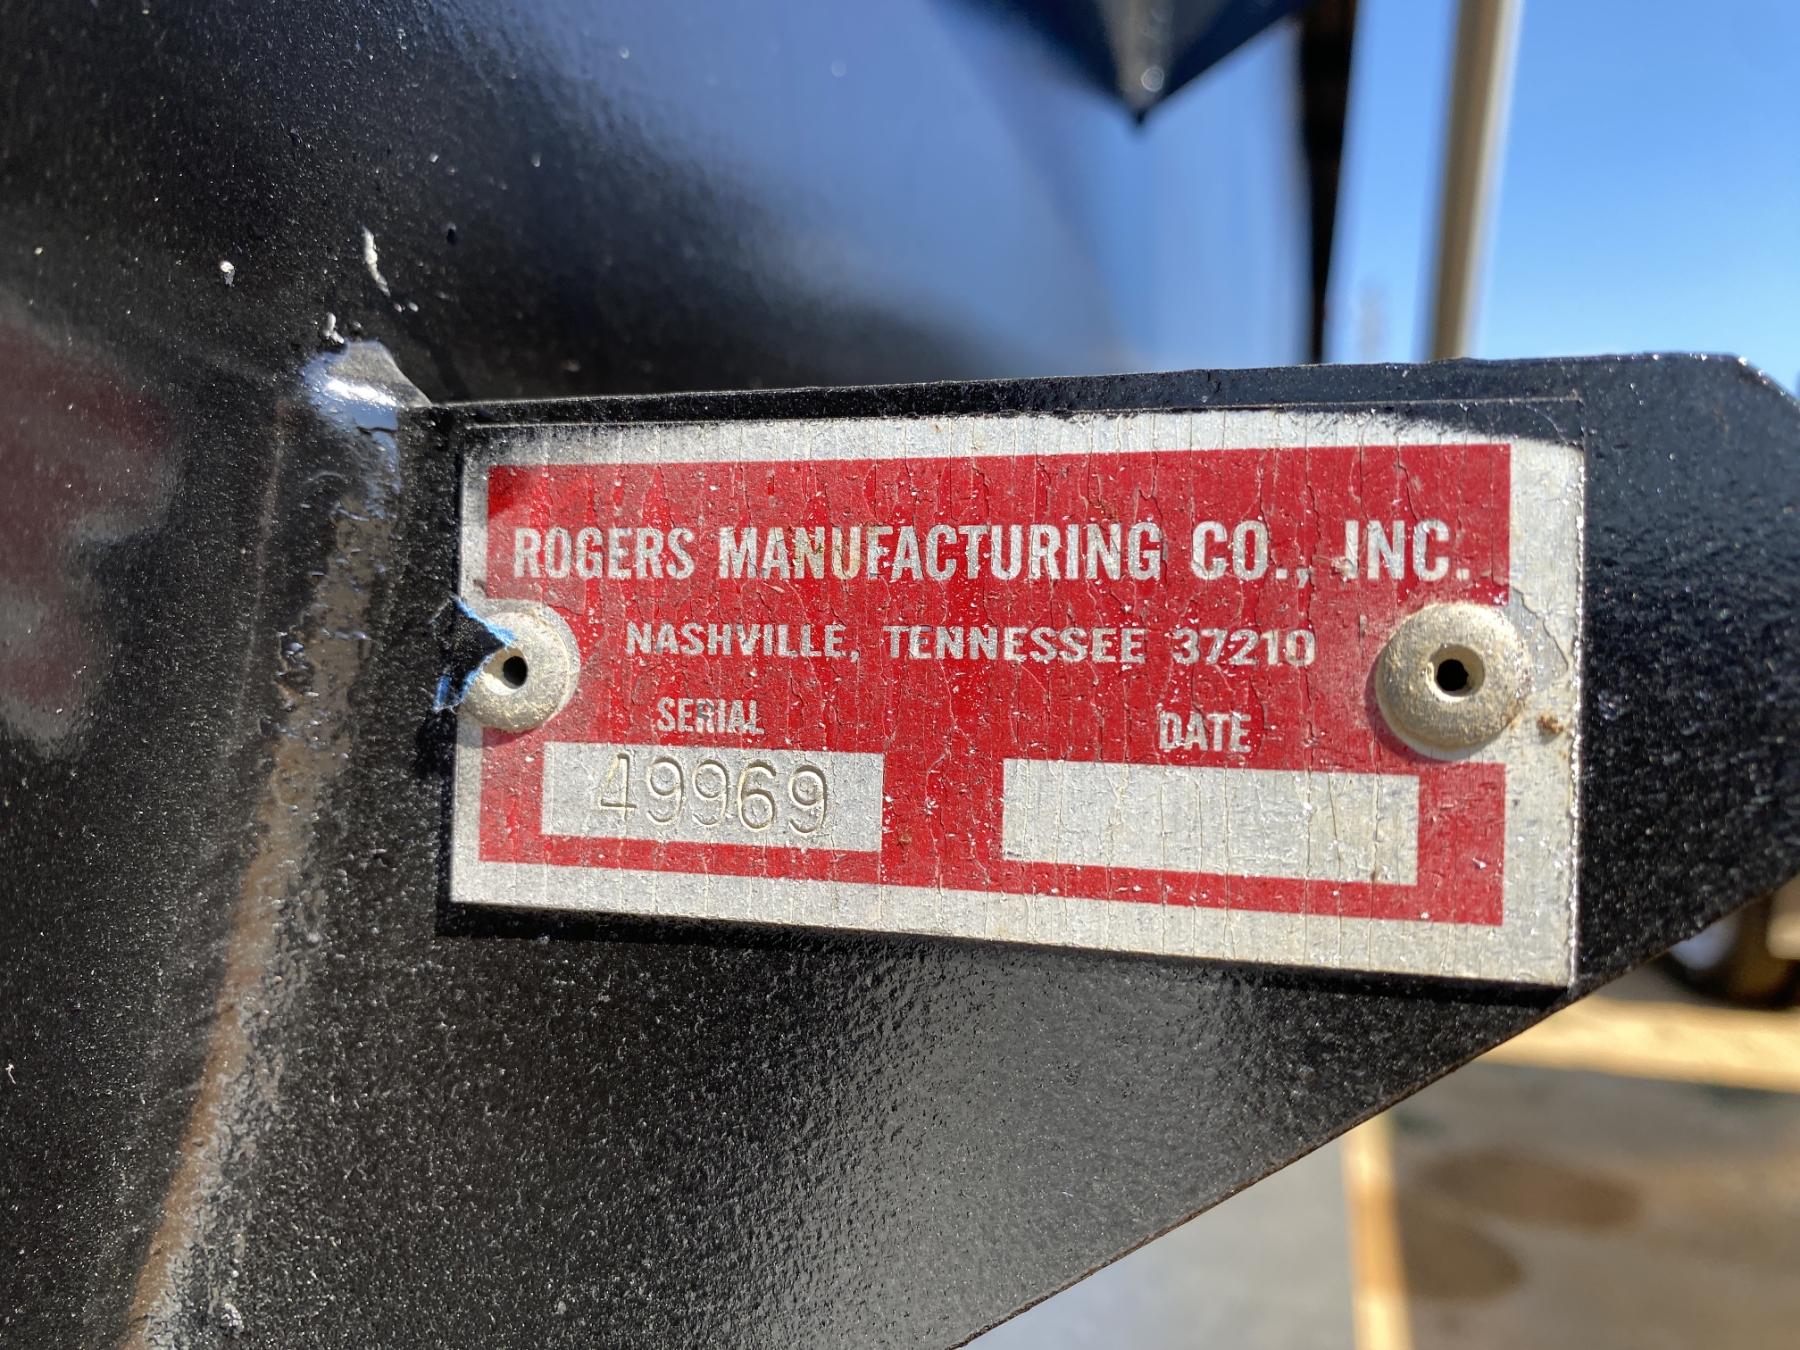 ROGERS MANUFACTURING CO., INC.
NASHVILLE, TENNESSEE 37210
SERIAL DATE
49969